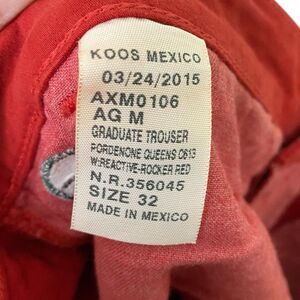 KOOS MEXICO
03/24/2015
AXM0106
AG M
GRADUATE TROUSER
PORDENONE QUEENS C613
W:REACTIVE-ROCKER RED
N.R.356045
SIZE 32
MADE IN MEXICO